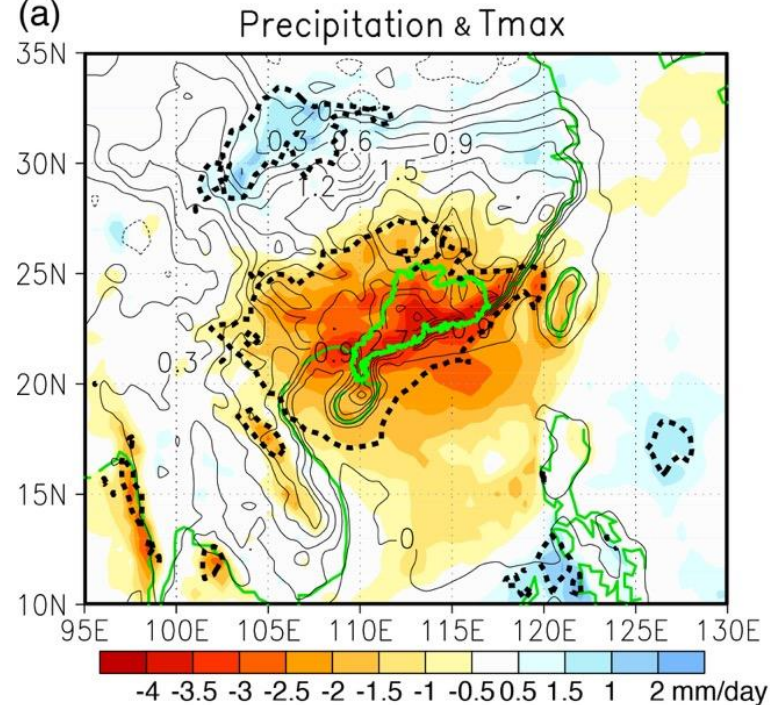 (a)
Precipitation & Tmax
35N
0
0.3 0.6 0.9
30N
1.2 1.5
25N
0.3
20N
15N
0
10N
95E 100E 105E 110E 115E 120E 125E 130E
-4 -3.5 -3 -2.5 -2 -1.5 -1 -0.5 0.5 1.5 1 2 mm/day